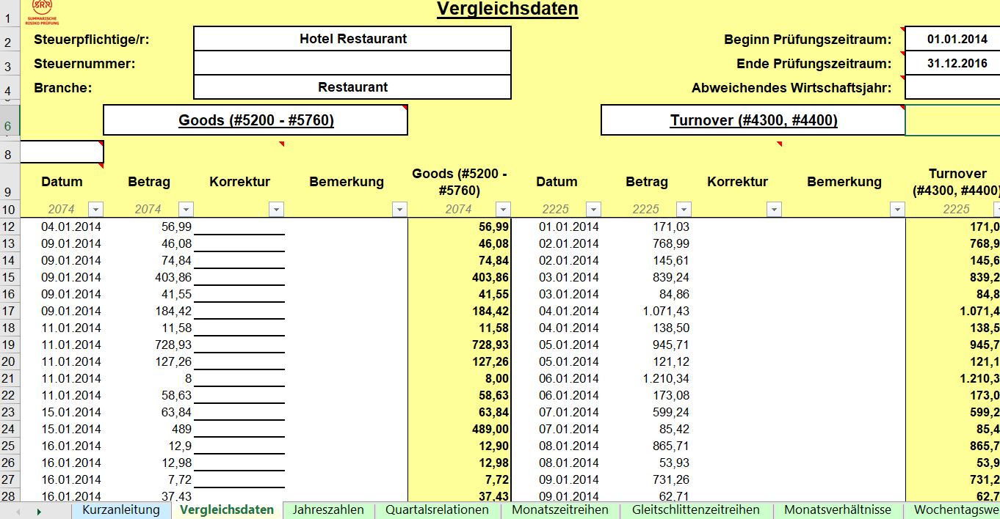 1 SRP Vergleichsdaten
SUMMARISCHE
RISIKO PRÜFUNG
2 Steuerpflichtige/r: Hotel Restaurant Beginn Prüfungszeitraum: 01.01.2014
3 Steuernummer: Ende Prüfungszeitraum: 31.12.2016
4 Branche: Restaurant Abweichendes Wirtschaftsjahr:
6 Goods (#5200 - #5760) Turnover (#4300, #4400)
8
9 Datum Betrag Korrektur Bemerkung Goods (#5200 - #5760) Datum Betrag Korrektur Bemerkung Turnover (#4300, #4400)
10 2074 2074 2074 2225 2225 2225
12 04.01.2014 56,99 56,99 01.01.2014 171,03 171,0
13 09.01.2014 46,08 46,08 02.01.2014 768,99 768,9
14 09.01.2014 74,84 74,84 02.01.2014 145,61 145,6
15 09.01.2014 403,86 403,86 03.01.2014 839,24 839,2
16 09.01.2014 41,55 41,55 03.01.2014 84,86 84,8
17 09.01.2014 184,42 184,42 04.01.2014 1.071,43 1.071,4
18 11.01.2014 11,58 11,58 04.01.2014 138,50 138,5
19 11.01.2014 728,93 728,93 05.01.2014 945,71 945,7
20 11.01.2014 127,26 127,26 05.01.2014 121,12 121,1
21 11.01.2014 8 8,00 06.01.2014 1.210,34 1.210,3
22 11.01.2014 58,63 58,63 06.01.2014 173,08 173,0
23 15.01.2014 63,84 63,84 07.01.2014 599,24 599,2
24 15.01.2014 489 489,00 07.01.2014 85,42 85,4
25 16.01.2014 12,9 12,90 08.01.2014 865,71 865,7
26 16.01.2014 12,98 12,98 08.01.2014 53,93 53,9
27 16.01.2014 7,72 7,72 09.01.2014 731,26 731,2
28 16.01.2014 37,43 37,43 09.01.2014 62,71 62,7
Kurzanleitung Vergleichsdaten Jahreszahlen Quartalsrelationen Monatszeitreihen Gleitschlittenzeitreihen Monatsverhältnisse Wochentagswe